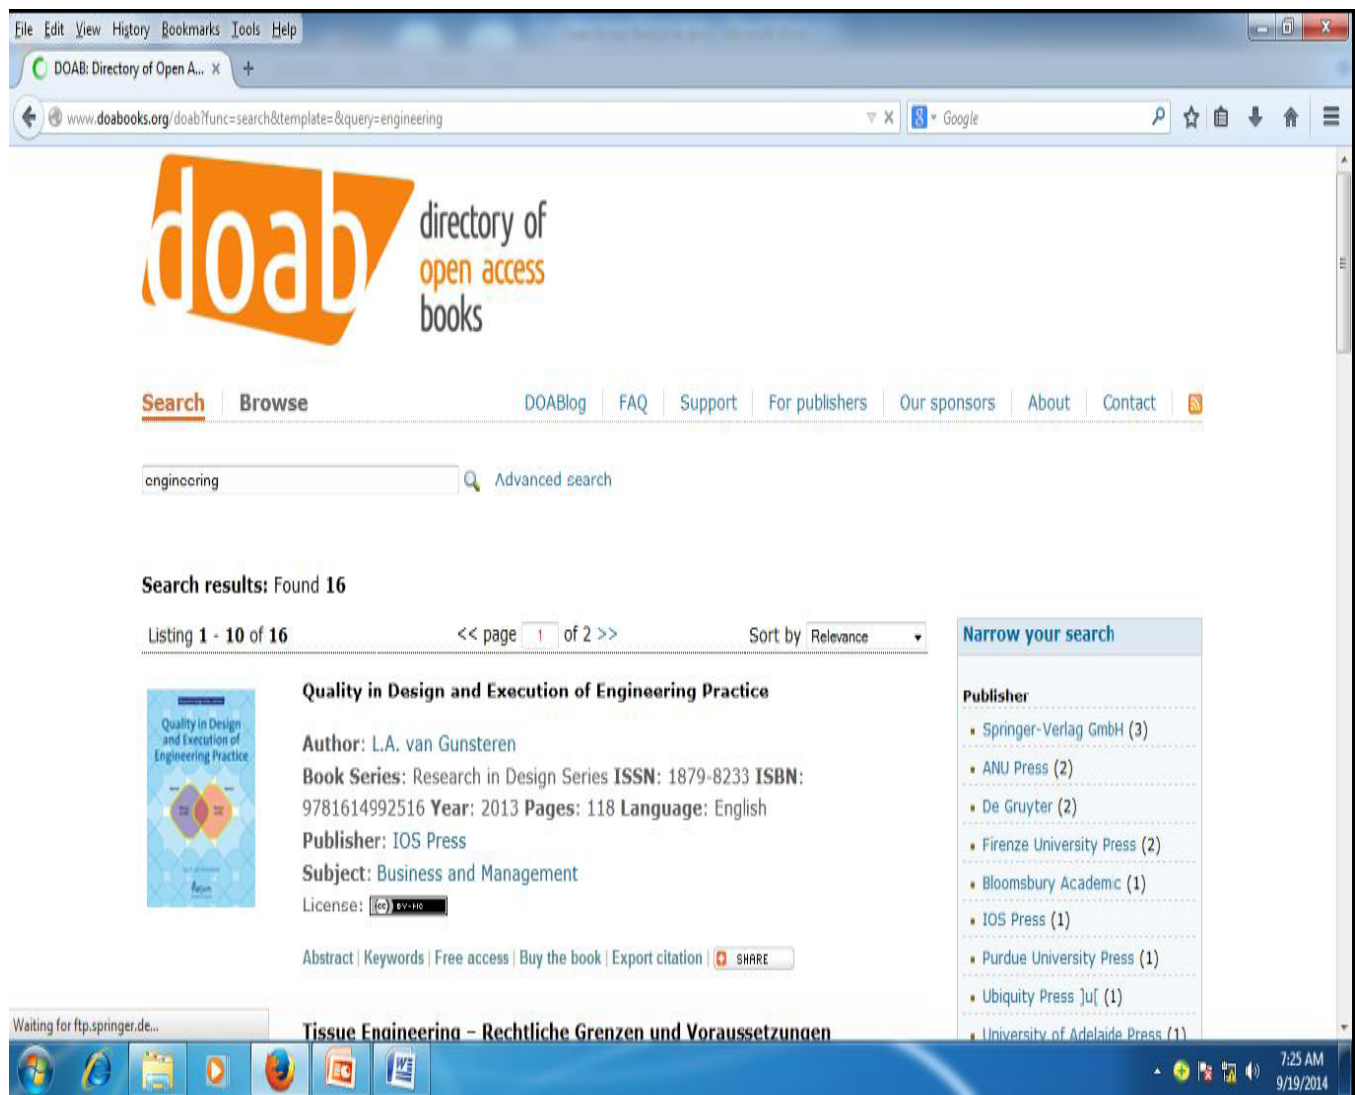 File Edit View History Bookmarks Tools Help
DOAB: Directory of Open A... ×
www.doabooks.org/doab?func=search&template=&query=engineering
Google
doab
directory of
open access
books
Search Browse DOABlog FAQ Support For publishers Our sponsors About Contact
engineering Advanced search
Search results: Found 16
Listing 1 - 10 of 16 << page 1 of 2 >> Sort by Relevance
Quality in Design
and Execution of
Engineering Practice
Quality in Design and Execution of Engineering Practice
Author: L.A. van Gunsteren
Book Series: Research in Design Series ISSN: 1879-8233 ISBN:
9781614992516 Year: 2013 Pages: 118 Language: English
Publisher: IOS Press
Subject: Business and Management
License: (cc) BY-NC
Abstract | Keywords | Free access | Buy the book | Export citation | SHARE
Tissue Engineering – Rechtliche Grenzen und Voraussetzungen
Narrow your search
Publisher
Springer-Verlag GmbH (3)
ANU Press (2)
De Gruyter (2)
Firenze University Press (2)
Bloomsbury Academic (1)
IOS Press (1)
Purdue University Press (1)
Ubiquity Press ]u[ (1)
University of Adelaide Press (1)
Waiting for ftp.springer.de...
7:25 AM
9/19/2014